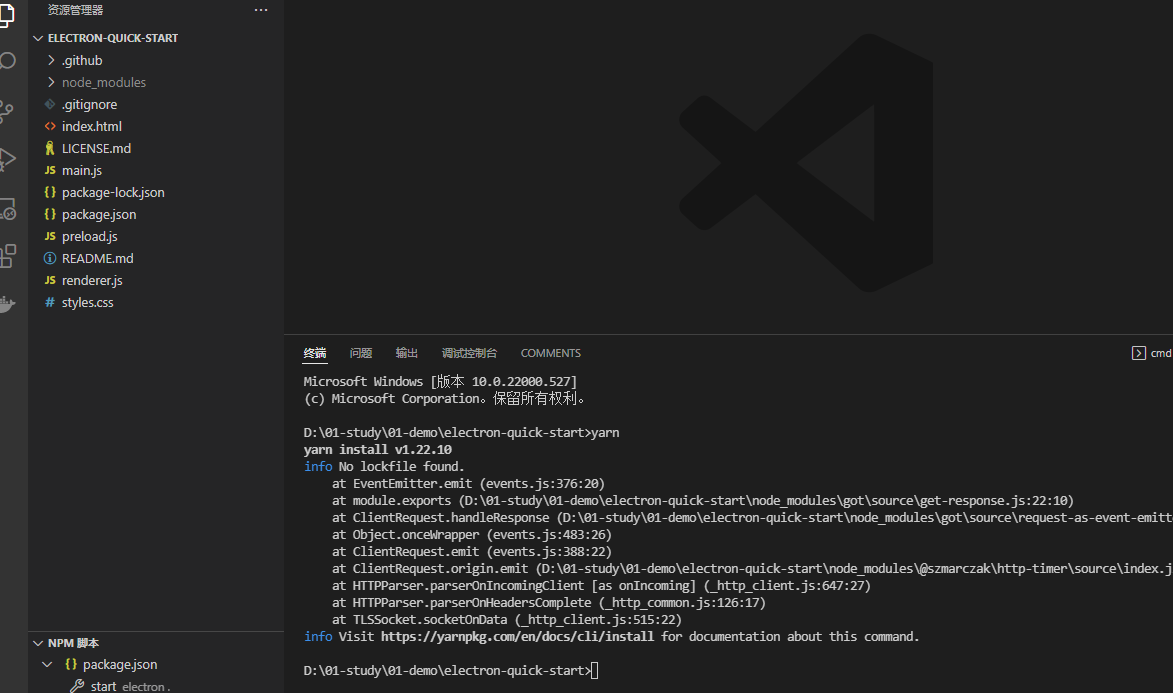 资源管理器
ELECTRON-QUICK-START
.github
node_modules
.gitignore
index.html
LICENSE.md
main.js
package-lock.json
package.json
preload.js
README.md
renderer.js
styles.css
NPM 脚本
package.json
start electron .
终端 问题 输出 调试控制台 COMMENTS
cmd
Microsoft Windows [版本 10.0.22000.527]
(c) Microsoft Corporation。保留所有权利。
D:\01-study\01-demo\electron-quick-start>yarn
yarn install v1.22.10
info No lockfile found.
at EventEmitter.emit (events.js:376:20)
at module.exports (D:\01-study\01-demo\electron-quick-start\node_modules\got\source\get-response.js:22:10)
at ClientRequest.handleResponse (D:\01-study\01-demo\electron-quick-start\node_modules\got\source\request-as-event-emitte
at Object.onceWrapper (events.js:483:26)
at ClientRequest.emit (events.js:388:22)
at ClientRequest.origin.emit (D:\01-study\01-demo\electron-quick-start\node_modules\@szmarczak\http-timer\source\index.j
at HTTPParser.parserOnIncomingClient [as onIncoming] (_http_client.js:647:27)
at HTTPParser.parserOnHeadersComplete (_http_common.js:126:17)
at TLSSocket.socketOnData (_http_client.js:515:22)
info Visit https://yarnpkg.com/en/docs/cli/install for documentation about this command.
D:\01-study\01-demo\electron-quick-start>